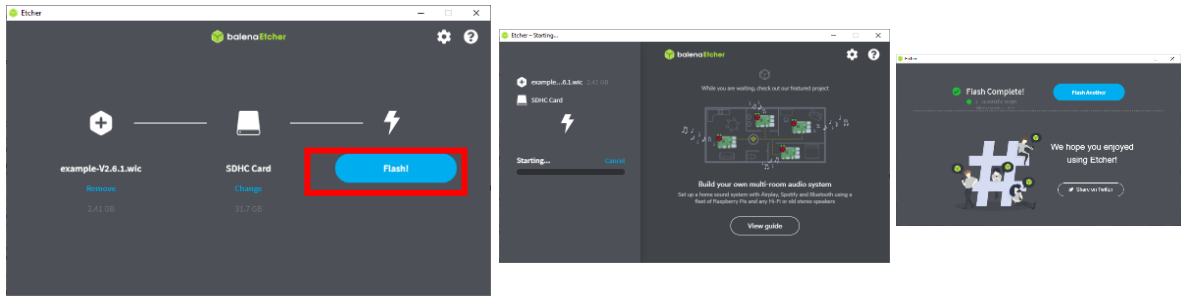 Etcher
balenaEtcher
example-V2.6.1.wic
Remove
2.41 GB
SDHC Card
Change
31.7 GB
Flash!
Etcher – Starting...
balenaEtcher
example...6.1.wic 2.41 GB
SDHC Card
Starting... Cancel
While you are waiting, check out our featured project
Build your own multi-room audio system
Set up a home sound system with Airplay, Spotify and Bluetooth using a
fleet of Raspberry Pis and any Hi-Fi or old stereo speakers
View guide
Etcher
Flash Complete!
Flash Another
We hope you enjoyed
using Etcher!
Share on Twitter